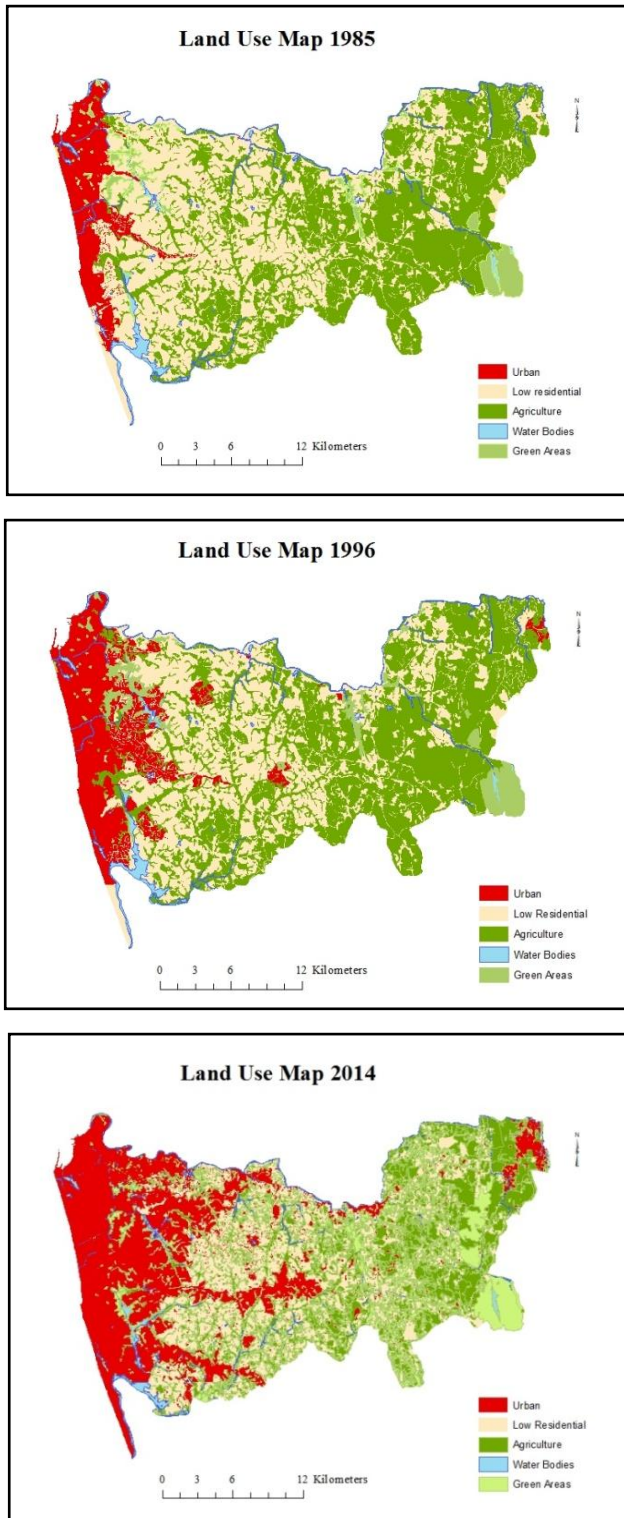 Land Use Map 1985
N
Urban
Low residential
Agriculture
Water Bodies
Green Areas
0 3 6 12 Kilometers
Land Use Map 1996
N
Urban
Low Residential
Agriculture
Water Bodies
Green Areas
0 3 6 12 Kilometers
Land Use Map 2014
N
Urban
Low Residential
Agriculture
Water Bodies
Green Areas
0 3 6 12 Kilometers